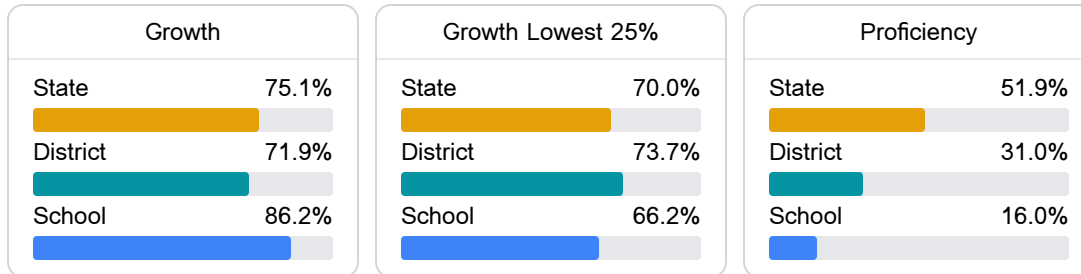 Growth
State 75.1%
District 71.9%
School 86.2%
Growth Lowest 25%
State 70.0%
District 73.7%
School 66.2%
Proficiency
State 51.9%
District 31.0%
School 16.0%